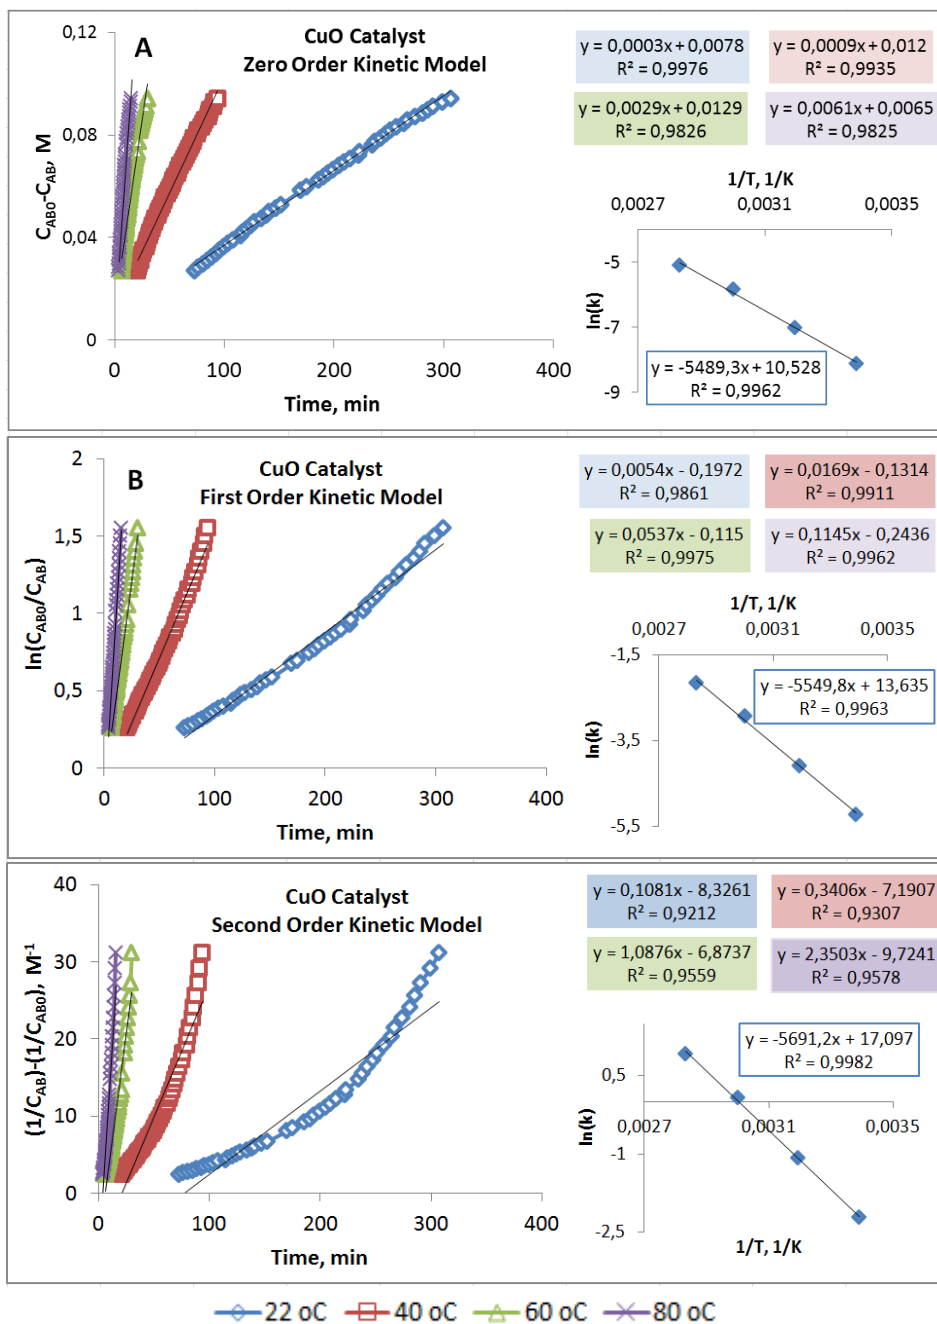 A
CuO Catalyst
Zero Order Kinetic Model
0,12
0,08
0,04
0
C_AB0-C_AB, M
0
100
200
300
400
Time, min
y = 0,0003x + 0,0078
R² = 0,9976
y = 0,0009x + 0,012
R² = 0,9935
y = 0,0029x + 0,0129
R² = 0,9826
y = 0,0061x + 0,0065
R² = 0,9825
1/T, 1/K
0,0027
0,0031
0,0035
-5
-7
-9
ln(k)
y = -5489,3x + 10,528
R² = 0,9962
B
CuO Catalyst
First Order Kinetic Model
2
1,5
1
0,5
0
ln(C_AB0/C_AB)
0
100
200
300
400
Time, min
y = 0,0054x - 0,1972
R² = 0,9861
y = 0,0169x - 0,1314
R² = 0,9911
y = 0,0537x - 0,115
R² = 0,9975
y = 0,1145x - 0,2436
R² = 0,9962
1/T, 1/K
0,0027
0,0031
0,0035
-1,5
-3,5
-5,5
ln(k)
y = -5549,8x + 13,635
R² = 0,9963
CuO Catalyst
Second Order Kinetic Model
40
30
20
10
0
(1/C_AB)-(1/C_AB0), M⁻¹
0
100
200
300
400
Time, min
y = 0,1081x - 8,3261
R² = 0,9212
y = 0,3406x - 7,1907
R² = 0,9307
y = 1,0876x - 6,8737
R² = 0,9559
y = 2,3503x - 9,7241
R² = 0,9578
y = -5691,2x + 17,097
R² = 0,9982
0,5
-1
-2,5
ln(k)
0,0027
0,0031
0,0035
1/T, 1/K
22 oC
40 oC
60 oC
80 oC